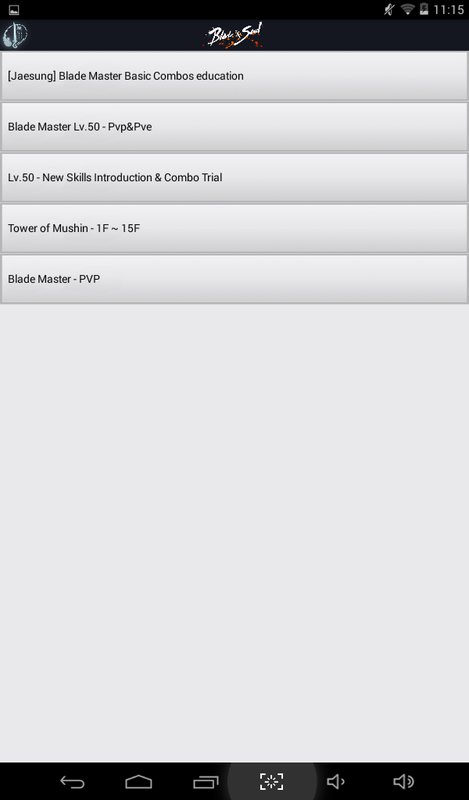 11:15
Blade & Soul
[Jaesung] Blade Master Basic Combos education
Blade Master Lv.50 - Pvp&Pve
Lv.50 - New Skills Introduction & Combo Trial
Tower of Mushin - 1F ~ 15F
Blade Master - PVP